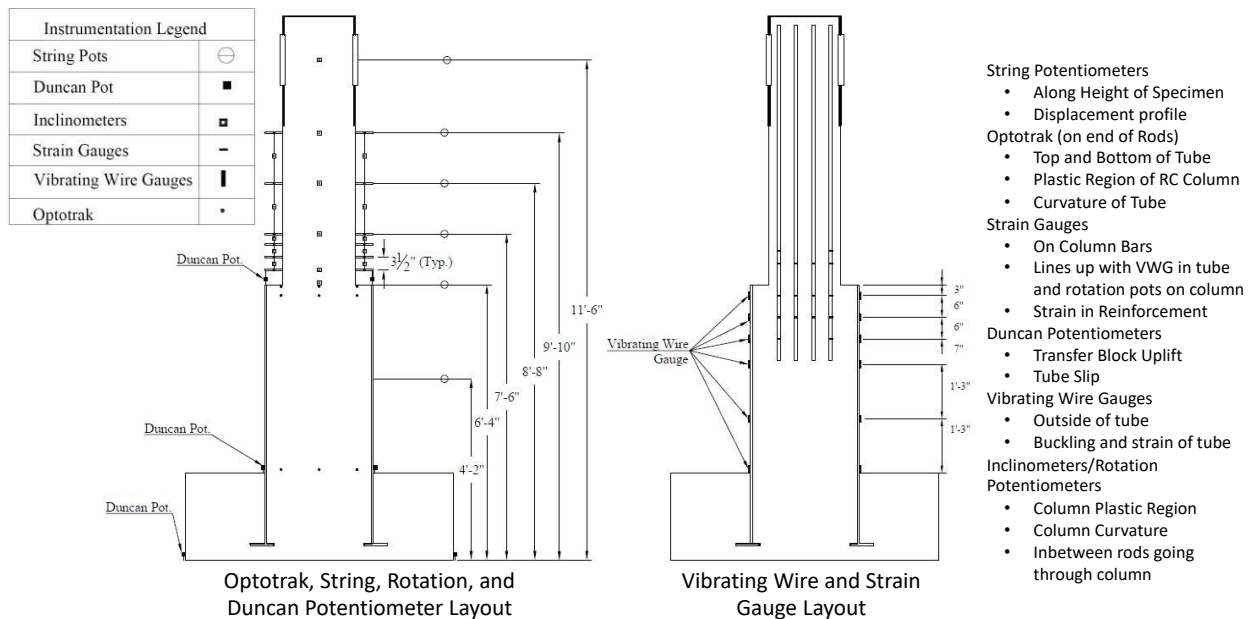 Instrumentation Legend
String Pots
Duncan Pot
Inclinometers
Strain Gauges
Vibrating Wire Gauges
Optotrak
Duncan Pot.
3½" (Typ.)
11'-6"
9'-10"
8'-8"
7'-6"
6'-4"
4'-2"
Duncan Pot.
Duncan Pot.
Optotrak, String, Rotation, and
Duncan Potentiometer Layout
3"
6"
6"
7"
1'-3"
1'-3"
Vibrating Wire
Gauge
Vibrating Wire and Strain
Gauge Layout
String Potentiometers
• Along Height of Specimen
• Displacement profile
Optotrak (on end of Rods)
• Top and Bottom of Tube
• Plastic Region of RC Column
• Curvature of Tube
Strain Gauges
• On Column Bars
• Lines up with VWG in tube
and rotation pots on column
• Strain in Reinforcement
Duncan Potentiometers
• Transfer Block Uplift
• Tube Slip
Vibrating Wire Gauges
• Outside of tube
• Buckling and strain of tube
Inclinometers/Rotation
Potentiometers
• Column Plastic Region
• Column Curvature
• Inbetween rods going
through column